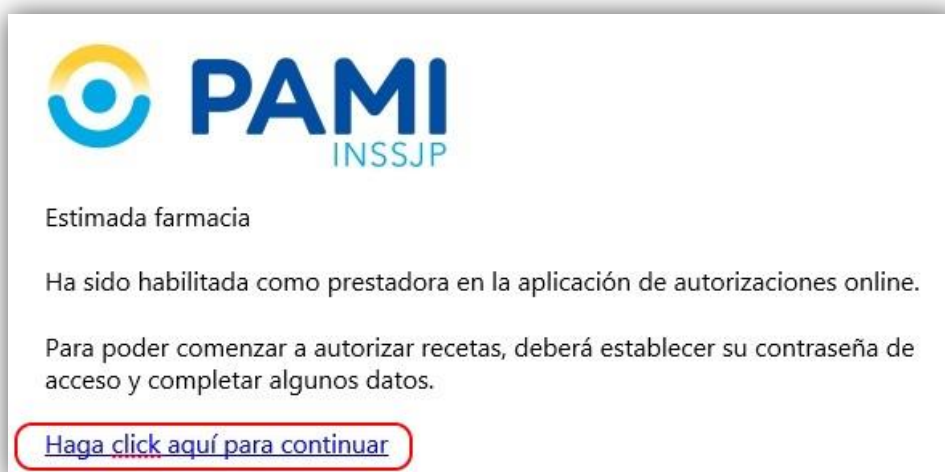 PAMI
INSSJP
Estimada farmacia
Ha sido habilitada como prestadora en la aplicación de autorizaciones online.
Para poder comenzar a autorizar recetas, deberá establecer su contraseña de
acceso y completar algunos datos.
Haga click aquí para continuar